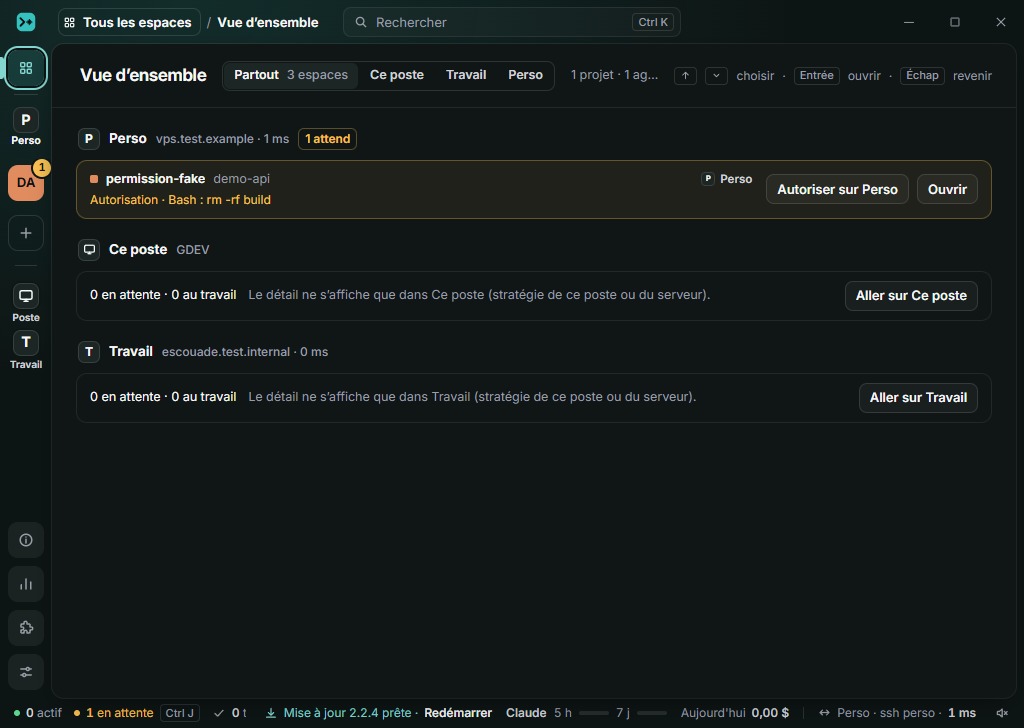 Tous les espaces / Vue d’ensemble
Rechercher
Ctrl K
Vue d’ensemble
Partout 3 espaces
Ce poste
Travail
Perso
1 projet · 1 ag...
↑ choisir · Entrée ouvrir · Échap revenir
P
Perso
DA
1
+
Poste
T
Travail
P Perso vps.test.example · 1 ms 1 attend
permission-fake demo-api
Autorisation · Bash : rm -rf build
P Perso
Autoriser sur Perso
Ouvrir
Ce poste GDEV
0 en attente · 0 au travail Le détail ne s’affiche que dans Ce poste (stratégie de ce poste ou du serveur).
Aller sur Ce poste
T Travail escouade.test.internal · 0 ms
0 en attente · 0 au travail Le détail ne s’affiche que dans Travail (stratégie de ce poste ou du serveur).
Aller sur Travail
0 actif 1 en attente Ctrl J 0 t Mise à jour 2.2.4 prête · Redémarrer Claude 5 h 7 j Aujourd’hui 0,00 $ Perso · ssh perso · 1 ms